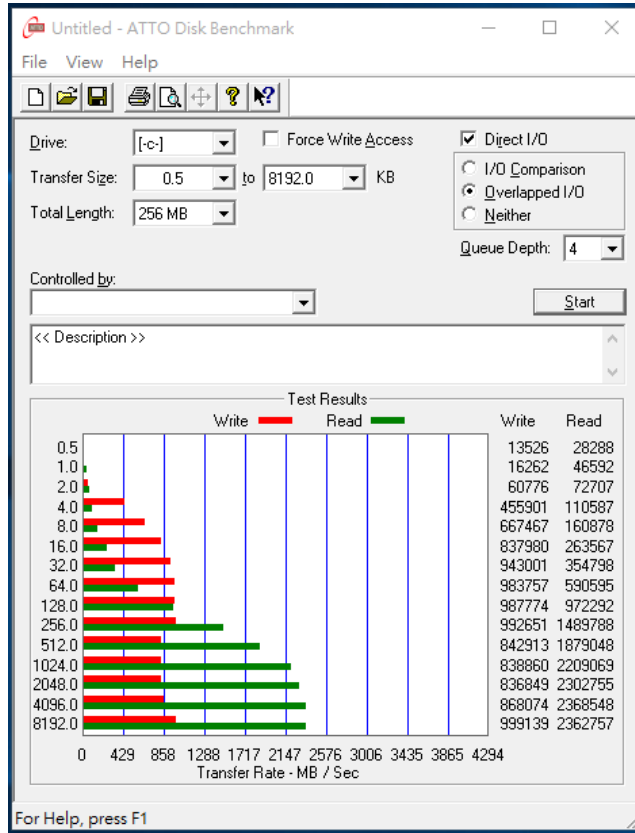 Untitled - ATTO Disk Benchmark
File View Help
Drive: [-c-] Force Write Access Direct I/O
Transfer Size: 0.5 to 8192.0 KB I/O Comparison
Overlapped I/O
Total Length: 256 MB Neither
Queue Depth: 4
Controlled by:
Start
<< Description >>
Test Results
Write Read Write Read
0.5 13526 28288
1.0 16262 46592
2.0 60776 72707
4.0 455901 110587
8.0 667467 160878
16.0 837980 263567
32.0 943001 354798
64.0 983757 590595
128.0 987774 972292
256.0 992651 1489788
512.0 842913 1879048
1024.0 838860 2209069
2048.0 836849 2302755
4096.0 868074 2368548
8192.0 999139 2362757
0 429 858 1288 1717 2147 2576 3006 3435 3865 4294
Transfer Rate - MB / Sec
For Help, press F1